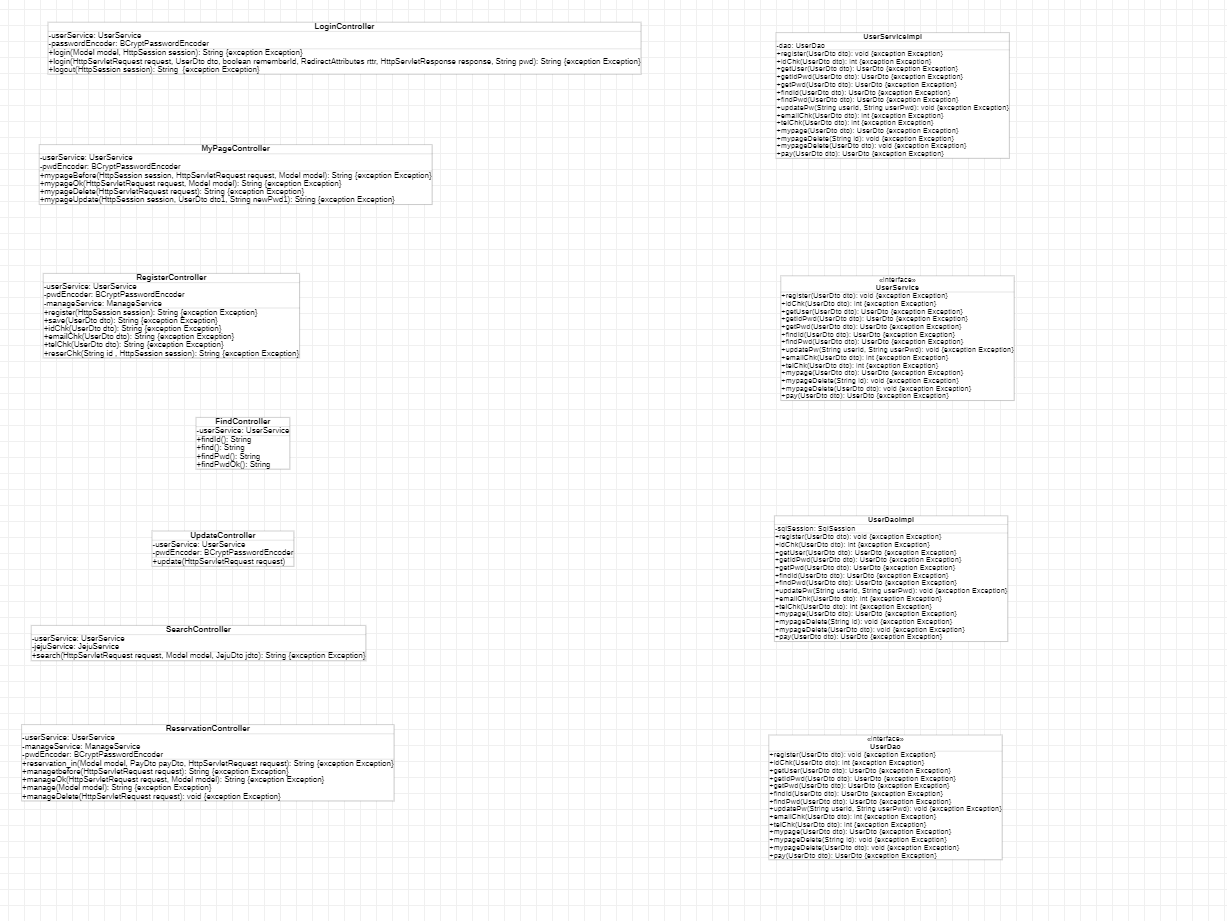 LoginController
-userService: UserService
-passwordEncoder: BCryptPasswordEncoder
+login(Model model, HttpSession session): String {exception Exception}
+login(HttpServletRequest request, UserDto dto, boolean rememberId, RedirectAttributes rttr, HttpServletResponse response, String pwd): String {exception Exception}
+logout(HttpSession session): String {exception Exception}
MyPageController
-userService: UserService
-pwdEncoder: BCryptPasswordEncoder
+mypageBefore(HttpSession session, HttpServletRequest request, Model model): String {exception Exception}
+mypageOk(HttpServletRequest request, Model model): String {exception Exception}
+mypageDelete(HttpServletRequest request): String {exception Exception}
+mypageUpdate(HttpSession session, UserDto dto1, String newPwd1): String {exception Exception}
RegisterController
-userService: UserService
-pwdEncoder: BCryptPasswordEncoder
-manageService: ManageService
+register(HttpSession session): String {exception Exception}
+save(UserDto dto): String {exception Exception}
+idChk(UserDto dto): String {exception Exception}
+emailChk(UserDto dto): String {exception Exception}
+telChk(UserDto dto): String {exception Exception}
+reserChk(String id , HttpSession session): String {exception Exception}
FindController
-userService: UserService
+findId(): String
+find(): String
+findPwd(): String
+findPwdOk(): String
UpdateController
-userService: UserService
-pwdEncoder: BCryptPasswordEncoder
+update(HttpServletRequest request)
SearchController
-userService: UserService
-jejuService: JejuService
+search(HttpServletRequest request, Model model, JejuDto jdto): String {exception Exception}
ReservationController
-userService: UserService
-manageService: ManageService
-pwdEncoder: BCryptPasswordEncoder
+reservation_in(Model model, PayDto payDto, HttpServletRequest request): String {exception Exception}
+managetbefore(HttpServletRequest request): String {exception Exception}
+manageOk(HttpServletRequest request, Model model): String {exception Exception}
+manage(Model model): String {exception Exception}
+manageDelete(HttpServletRequest request): void {exception Exception}
UserServiceImpl
-dao: UserDao
+register(UserDto dto): void {exception Exception}
+idChk(UserDto dto): int {exception Exception}
+getUser(UserDto dto): UserDto {exception Exception}
+getIdPwd(UserDto dto): UserDto {exception Exception}
+getPwd(UserDto dto): UserDto {exception Exception}
+findId(UserDto dto): UserDto {exception Exception}
+findPwd(UserDto dto): UserDto {exception Exception}
+updatePw(String userId, String userPwd): void {exception Exception}
+emailChk(UserDto dto): int {exception Exception}
+telChk(UserDto dto): int {exception Exception}
+mypage(UserDto dto): UserDto {exception Exception}
+mypageDelete(String id): void {exception Exception}
+mypageDelete(UserDto dto): void {exception Exception}
+pay(UserDto dto): UserDto {exception Exception}
«interface»
UserService
+register(UserDto dto): void {exception Exception}
+idChk(UserDto dto): int {exception Exception}
+getUser(UserDto dto): UserDto {exception Exception}
+getIdPwd(UserDto dto): UserDto {exception Exception}
+getPwd(UserDto dto): UserDto {exception Exception}
+findId(UserDto dto): UserDto {exception Exception}
+findPwd(UserDto dto): UserDto {exception Exception}
+updatePw(String userId, String userPwd): void {exception Exception}
+emailChk(UserDto dto): int {exception Exception}
+telChk(UserDto dto): int {exception Exception}
+mypage(UserDto dto): UserDto {exception Exception}
+mypageDelete(String id): void {exception Exception}
+mypageDelete(UserDto dto): void {exception Exception}
+pay(UserDto dto): UserDto {exception Exception}
UserDaoImpl
-sqlSession: SqlSession
+register(UserDto dto): void {exception Exception}
+idChk(UserDto dto): int {exception Exception}
+getUser(UserDto dto): UserDto {exception Exception}
+getIdPwd(UserDto dto): UserDto {exception Exception}
+getPwd(UserDto dto): UserDto {exception Exception}
+findId(UserDto dto): UserDto {exception Exception}
+findPwd(UserDto dto): UserDto {exception Exception}
+updatePw(String userId, String userPwd): void {exception Exception}
+emailChk(UserDto dto): int {exception Exception}
+telChk(UserDto dto): int {exception Exception}
+mypage(UserDto dto): UserDto {exception Exception}
+mypageDelete(String id): void {exception Exception}
+mypageDelete(UserDto dto): void {exception Exception}
+pay(UserDto dto): UserDto {exception Exception}
«interface»
UserDao
+register(UserDto dto): void {exception Exception}
+idChk(UserDto dto): int {exception Exception}
+getUser(UserDto dto): UserDto {exception Exception}
+getIdPwd(UserDto dto): UserDto {exception Exception}
+getPwd(UserDto dto): UserDto {exception Exception}
+findId(UserDto dto): UserDto {exception Exception}
+findPwd(UserDto dto): UserDto {exception Exception}
+updatePw(String userId, String userPwd): void {exception Exception}
+emailChk(UserDto dto): int {exception Exception}
+telChk(UserDto dto): int {exception Exception}
+mypage(UserDto dto): UserDto {exception Exception}
+mypageDelete(String id): void {exception Exception}
+mypageDelete(UserDto dto): void {exception Exception}
+pay(UserDto dto): UserDto {exception Exception}